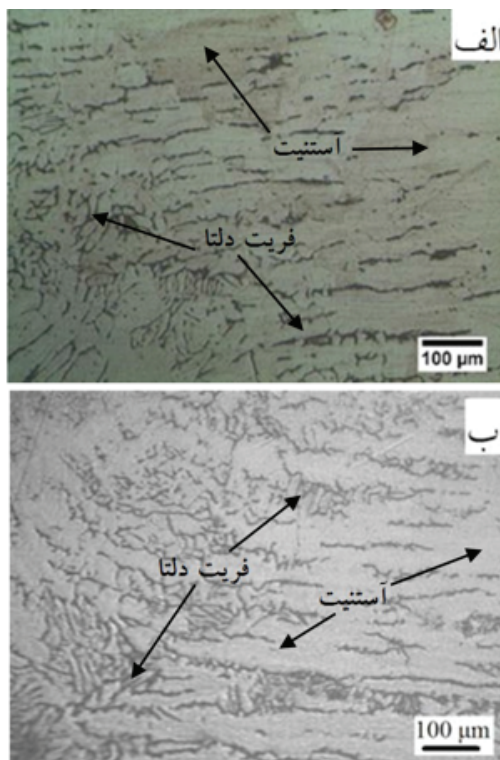 الف
آستنیت
فریت دلتا
100 µm
ب
فریت دلتا
آستنیت
100 µm